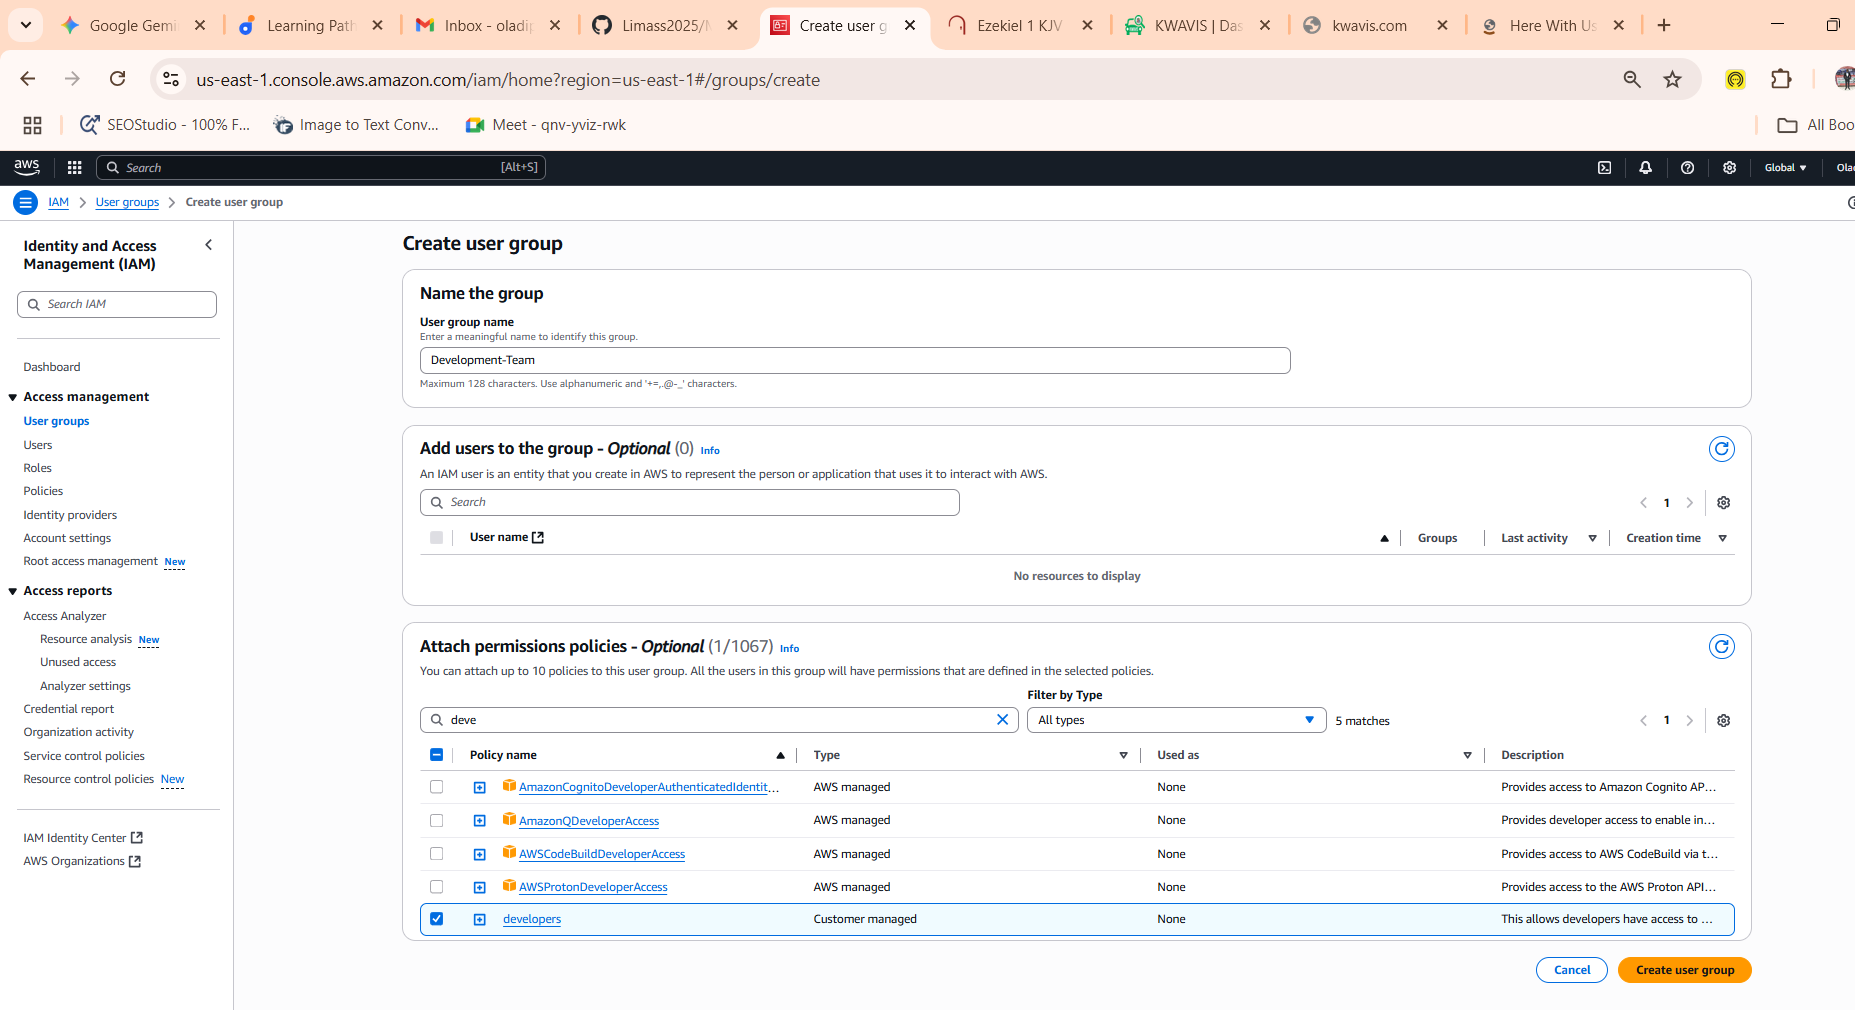 Google Gemi
Learning Path
Inbox - oladip
Limass2025/M
Create user g
Ezekiel 1 KJV
KWAVIS | Das
kwavis.com
Here With Us
us-east-1.console.aws.amazon.com/iam/home?region=us-east-1#/groups/create
SEOStudio - 100% F...
Image to Text Conv...
Meet - qnv-yviz-rwk
All Boo
aws
Search
[Alt+S]
Global
Olad
IAM
User groups
Create user group
Identity and Access
Management (IAM)
Search IAM
Dashboard
Access management
User groups
Users
Roles
Policies
Identity providers
Account settings
Root access management New
Access reports
Access Analyzer
Resource analysis New
Unused access
Analyzer settings
Credential report
Organization activity
Service control policies
Resource control policies New
IAM Identity Center
AWS Organizations
Create user group
Name the group
User group name
Enter a meaningful name to identify this group.
Development-Team
Maximum 128 characters. Use alphanumeric and '+=,.@-_' characters.
Add users to the group - Optional (0) Info
An IAM user is an entity that you create in AWS to represent the person or application that uses it to interact with AWS.
Search
1
User name Groups Last activity Creation time
No resources to display
Attach permissions policies - Optional (1/1067) Info
You can attach up to 10 policies to this user group. All the users in this group will have permissions that are defined in the selected policies.
Filter by Type
deve
All types
5 matches
1
Policy name Type Used as Description
AmazonCognitoDeveloperAuthenticatedIdentit... AWS managed None Provides access to Amazon Cognito AP...
AmazonQDeveloperAccess AWS managed None Provides developer access to enable in...
AWSCodeBuildDeveloperAccess AWS managed None Provides access to AWS CodeBuild via t...
AWSProtonDeveloperAccess AWS managed None Provides access to the AWS Proton API...
developers Customer managed None This allows developers have access to ...
Cancel
Create user group